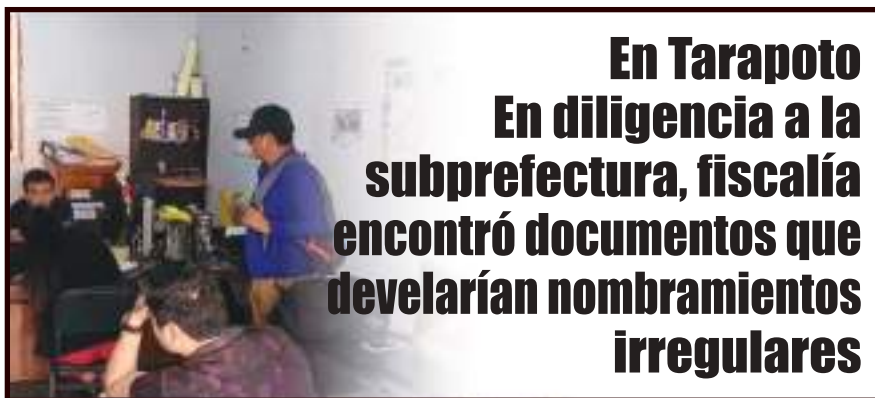 En Tarapoto
En diligencia a la
subprefectura, fiscalía
encontró documentos que
develarían nombramientos
irregulares